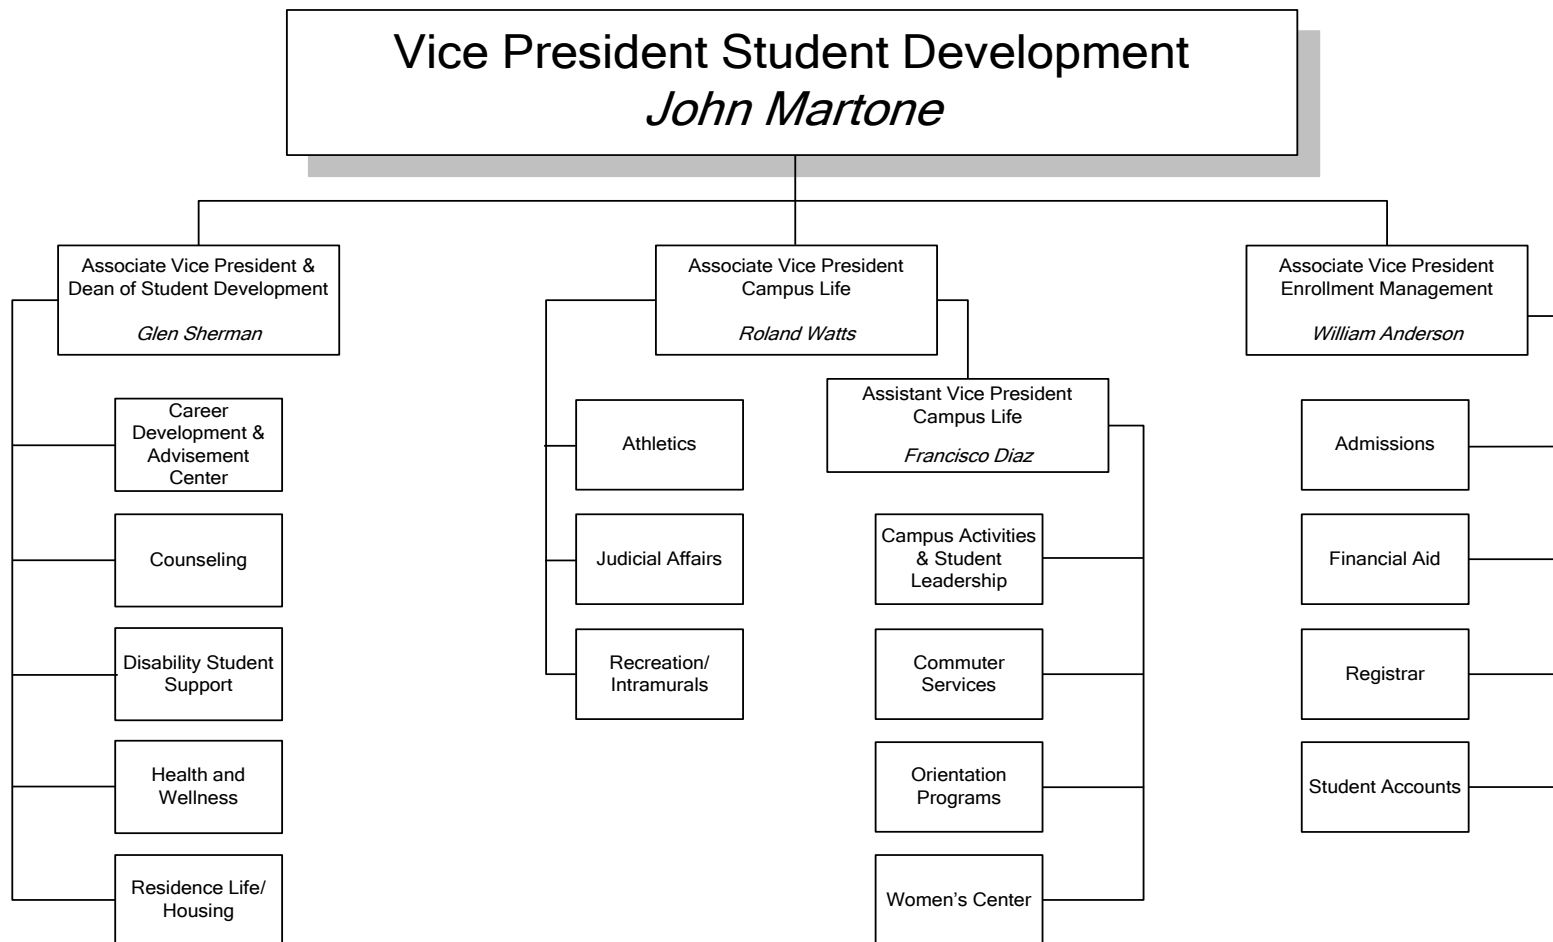 Vice President Student Development
John Martone
Associate Vice President &
Dean of Student Development
Glen Sherman
Associate Vice President
Campus Life
Roland Watts
Associate Vice President
Enrollment Management
William Anderson
Assistant Vice President
Campus Life
Francisco Diaz
Career
Development &
Advisement
Center
Counseling
Disability Student
Support
Health and
Wellness
Residence Life/
Housing
Athletics
Judicial Affairs
Recreation/
Intramurals
Campus Activities
& Student
Leadership
Commuter
Services
Orientation
Programs
Women's Center
Admissions
Financial Aid
Registrar
Student Accounts